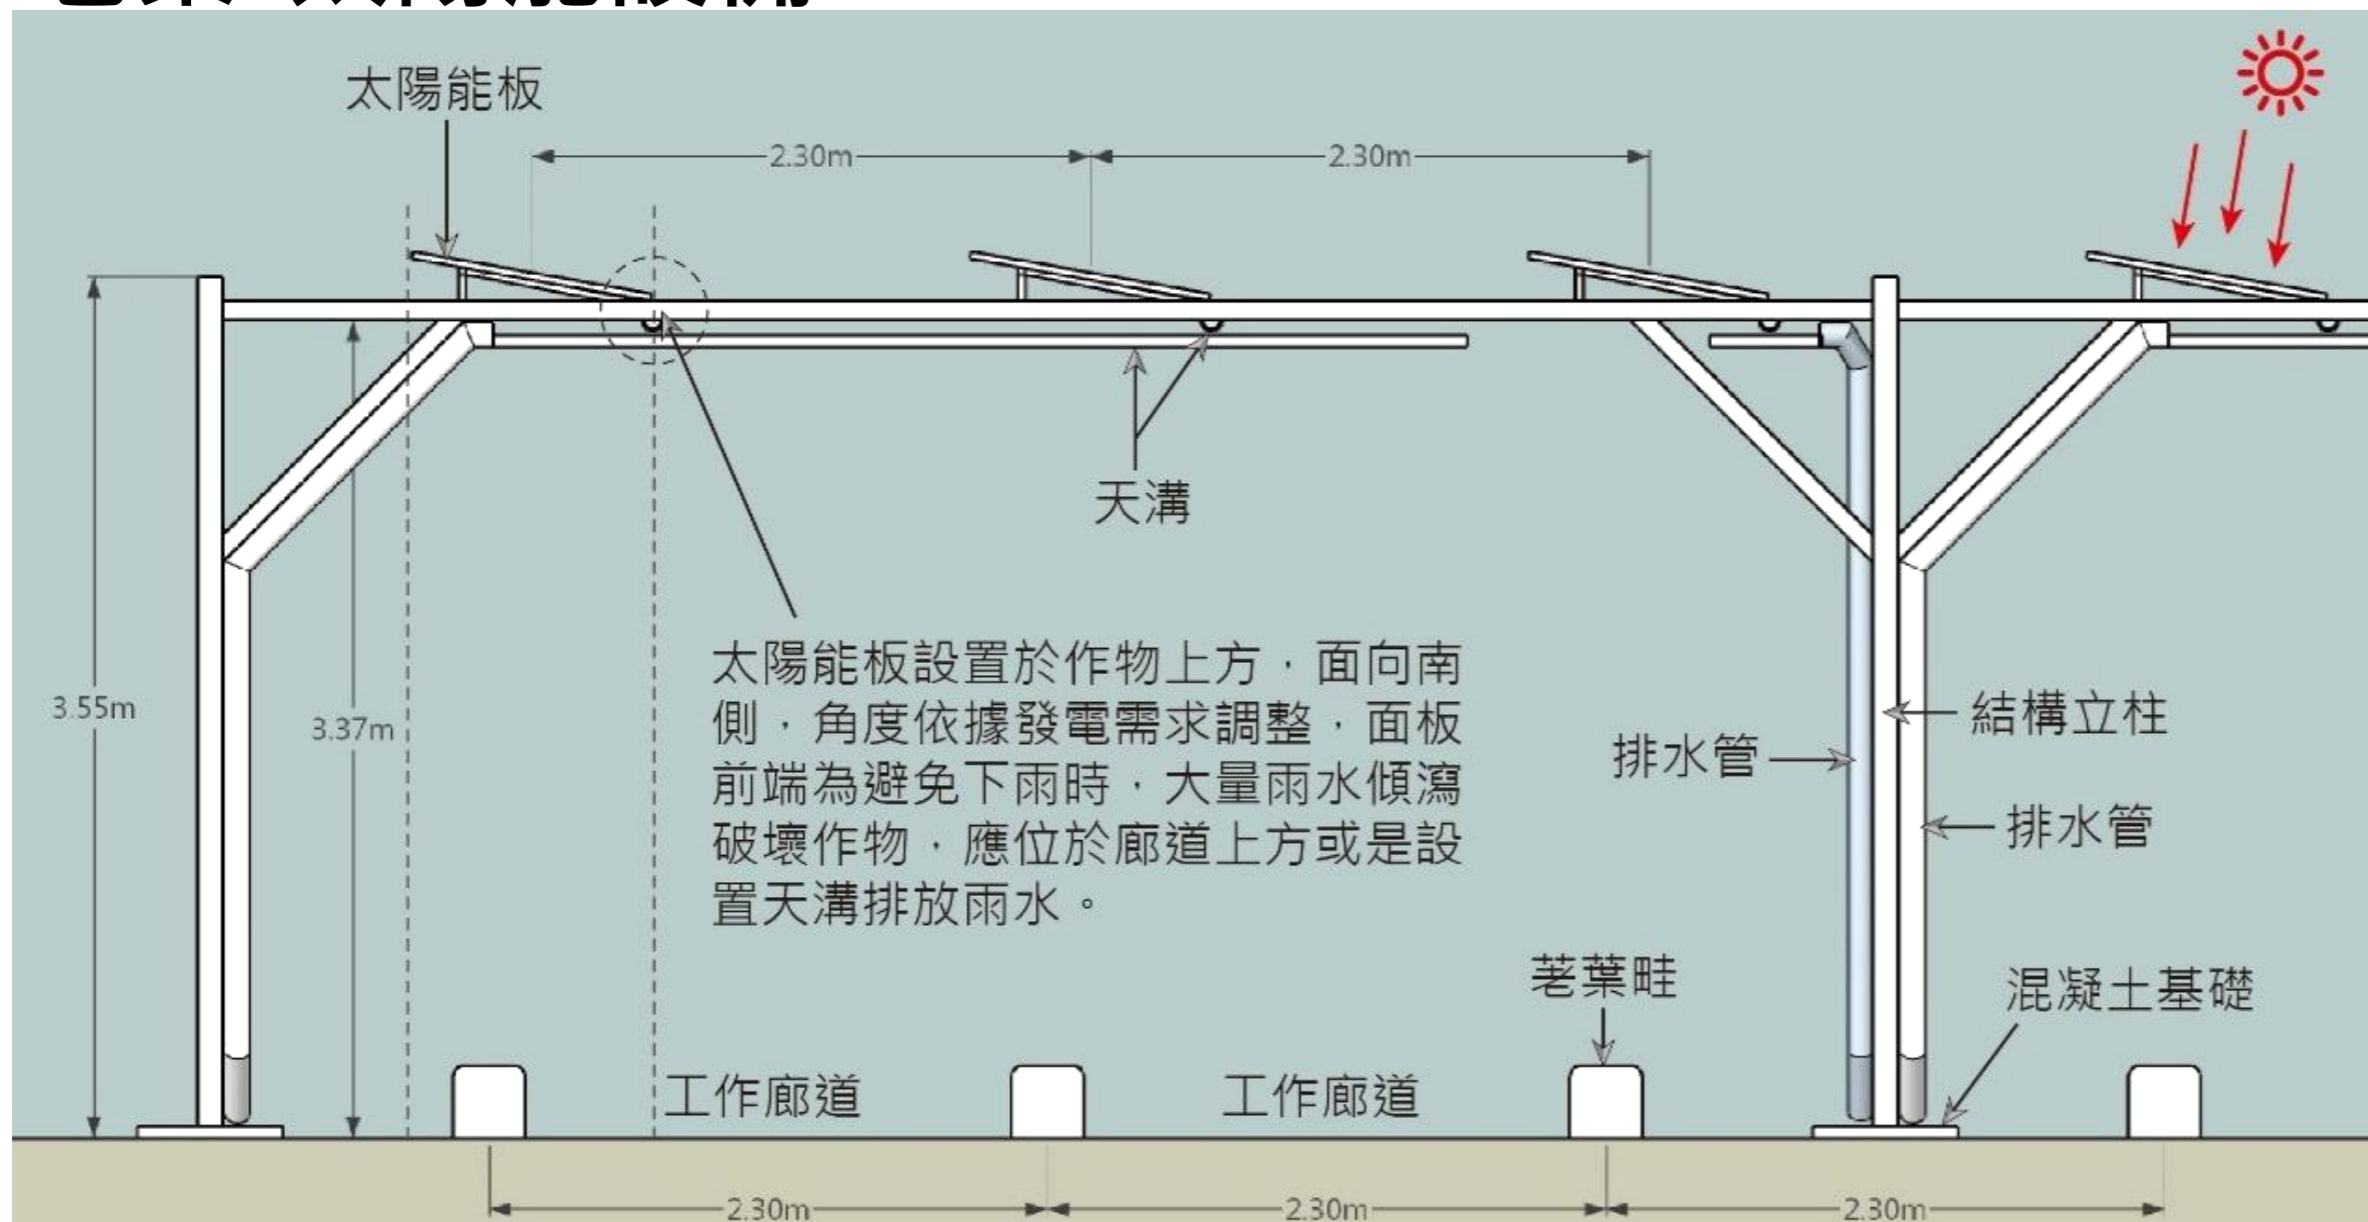 太陽能板
2.30m
2.30m
天溝
3.55m
3.37m
太陽能板設置於作物上方，面向南
側，角度依據發電需求調整，面板
前端為避免下雨時，大量雨水傾瀉
破壞作物，應位於廊道上方或是設
置天溝排放雨水。
結構立柱
排水管
排水管
荖葉畦
混凝土基礎
工作廊道
工作廊道
2.30m
2.30m
2.30m